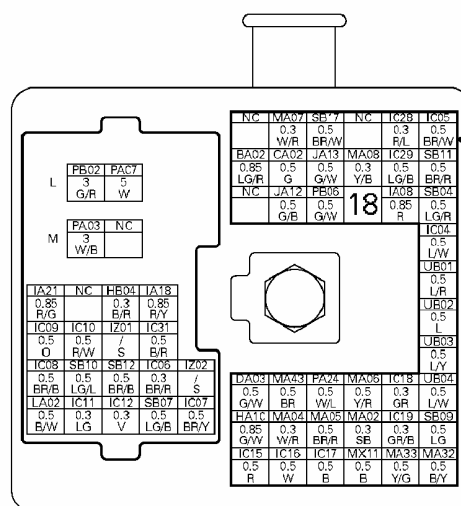 NC MA07 SB17 NC IC28 IC05
0.3 0.5 0.3 0.5
W/R BR/W R/L BR/W
BA02 CA02 JA13 MA08 IC29 SB11
0.85 0.5 0.5 0.3 0.5 0.5
LG/R G G/W Y/B LG/B BR/R
NC JA12 PB06 18 IA08 SB04
0.5 0.5 0.85 0.5
G/B G/W R LG/R
IC04
0.5
L/W
UB01
0.5
L/R
UB02
0.5
L
UB03
0.5
L/Y
L
PB02 PAC7
3 5
G/R W
M
PA03 NC
3
W/B
IA21 NC HB04 IA18
0.85 0.3 0.85
R/G B/R R/Y
IC09 IC10 IZ01 IC31
0.5 0.5 / 0.5
O R/W S B/R
IC08 SB10 SB12 IC06 IZ02
0.5 0.5 0.5 0.3 /
BR/B LG/L BR/B BR/R S
LA02 IC11 IC12 SB07 IC07
0.5 0.3 0.3 0.5 0.5
B/W LG V LG/B BR/Y
DA03 MA43 PA24 MA06 IC18 UB04
0.5 0.5 0.5 0.5 0.3 0.5
G/W BR W/L Y/R GR L/W
HA1C MA04 MA05 MA02 IC19 SB09
0.85 0.3 0.5 0.3 0.3 0.5
G/W W/R BR/R SB GR/B LG
IC15 IC16 IC17 MX11 MA33 MA32
0.5 0.5 0.5 0.5 0.5 0.5
R W B B Y/G B/Y